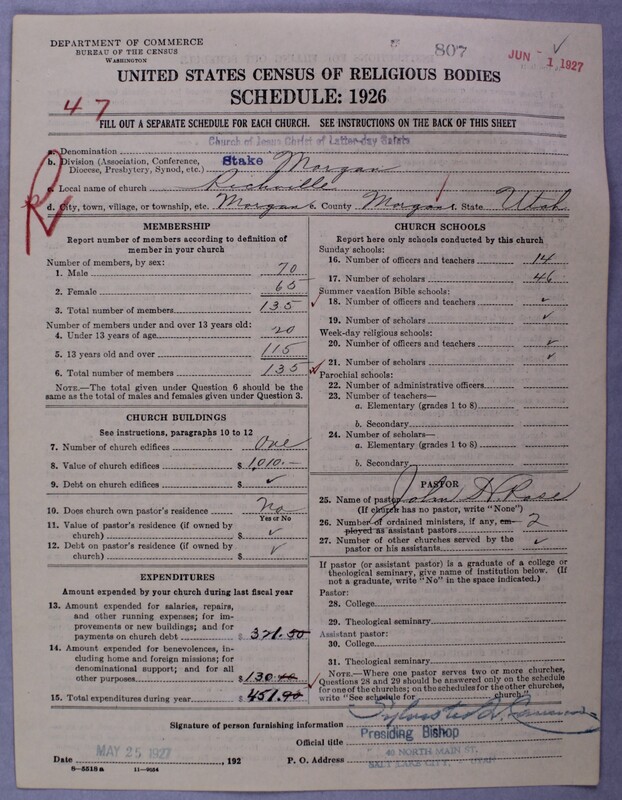 DEPARTMENT OF COMMERCE
BUREAU OF THE CENSUS
WASHINGTON
807
JUN - 1 1927
UNITED STATES CENSUS OF RELIGIOUS BODIES
SCHEDULE: 1926
47
FILL OUT A SEPARATE SCHEDULE FOR EACH CHURCH. SEE INSTRUCTIONS ON THE BACK OF THIS SHEET
Church of Jesus Christ of Latter-day Saints
a. Denomination
b. Division (Association, Conference, Diocese, Presbytery, Synod, etc.) Stake Morgan
c. Local name of church Richville
d. City, town, village, or township, etc. Morgan County Morgan State Utah
R
MEMBERSHIP
Report number of members according to definition of
member in your church
Number of members, by sex:
1. Male 70
2. Female 65
3. Total number of members 135
Number of members under and over 13 years old:
4. Under 13 years of age 20
5. 13 years old and over 115
6. Total number of members 135
NOTE.—The total given under Question 6 should be
same as the total of males and females given under Question 3.
CHURCH BUILDINGS
See instructions, paragraphs 10 to 12
7. Number of church edifices One
8. Value of church edifices $ 1,010.—
9. Debt on church edifices $ ✓
10. Does church own pastor's residence? No
Yes or No
11. Value of pastor's residence (if owned by
church) $ ✓
12. Debt on pastor's residence (if owned by
church) $ ✓
EXPENDITURES
Amount expended by your church during last fiscal year
13. Amount expended for salaries, repairs,
and other running expenses; for im-
provements or new buildings; and for
payments on church debt $ 321.50
14. Amount expended for benevolences, in-
cluding home and foreign missions; for
denominational support; and for all
other purposes $ 130.40
15. Total expenditures during year $ 451.90
CHURCH SCHOOLS
Report here only schools conducted by this church
Sunday schools:
16. Number of officers and teachers 14
17. Number of scholars 46
Summer vacation Bible schools:
18. Number of officers and teachers ✓
19. Number of scholars ✓
Week-day religious schools:
20. Number of officers and teachers ✓
21. Number of scholars ✓
Parochial schools:
22. Number of administrative officers
23. Number of teachers—
a. Elementary (grades 1 to 8)
b. Secondary
24. Number of scholars—
a. Elementary (grades 1 to 8)
b. Secondary
PASTOR
25. Name of pastor John H. Rose
(If church has no pastor, write "None")
26. Number of ordained ministers, if any, em-
ployed as assistant pastors 2
27. Number of other churches served by the
pastor or his assistants ✓
If pastor (or assistant pastor) is a graduate of a college or
theological seminary, give name of institution below. (If
not a graduate, write "No" in the space indicated.)
Pastor:
28. College
29. Theological seminary
Assistant pastor:
30. College
31. Theological seminary
NOTE.—Where one pastor serves two or more churches,
Questions 28 and 29 should be answered only on the schedule
for one of the churches; on the schedules for the other churches,
write "See schedule for church."
Signature of person furnishing information
Official title Presiding Bishop
Date MAY 25 1927, 192 P. O. Address 40 NORTH MAIN ST.
SALT LAKE CITY, UTAH
8-5518a 11-9054